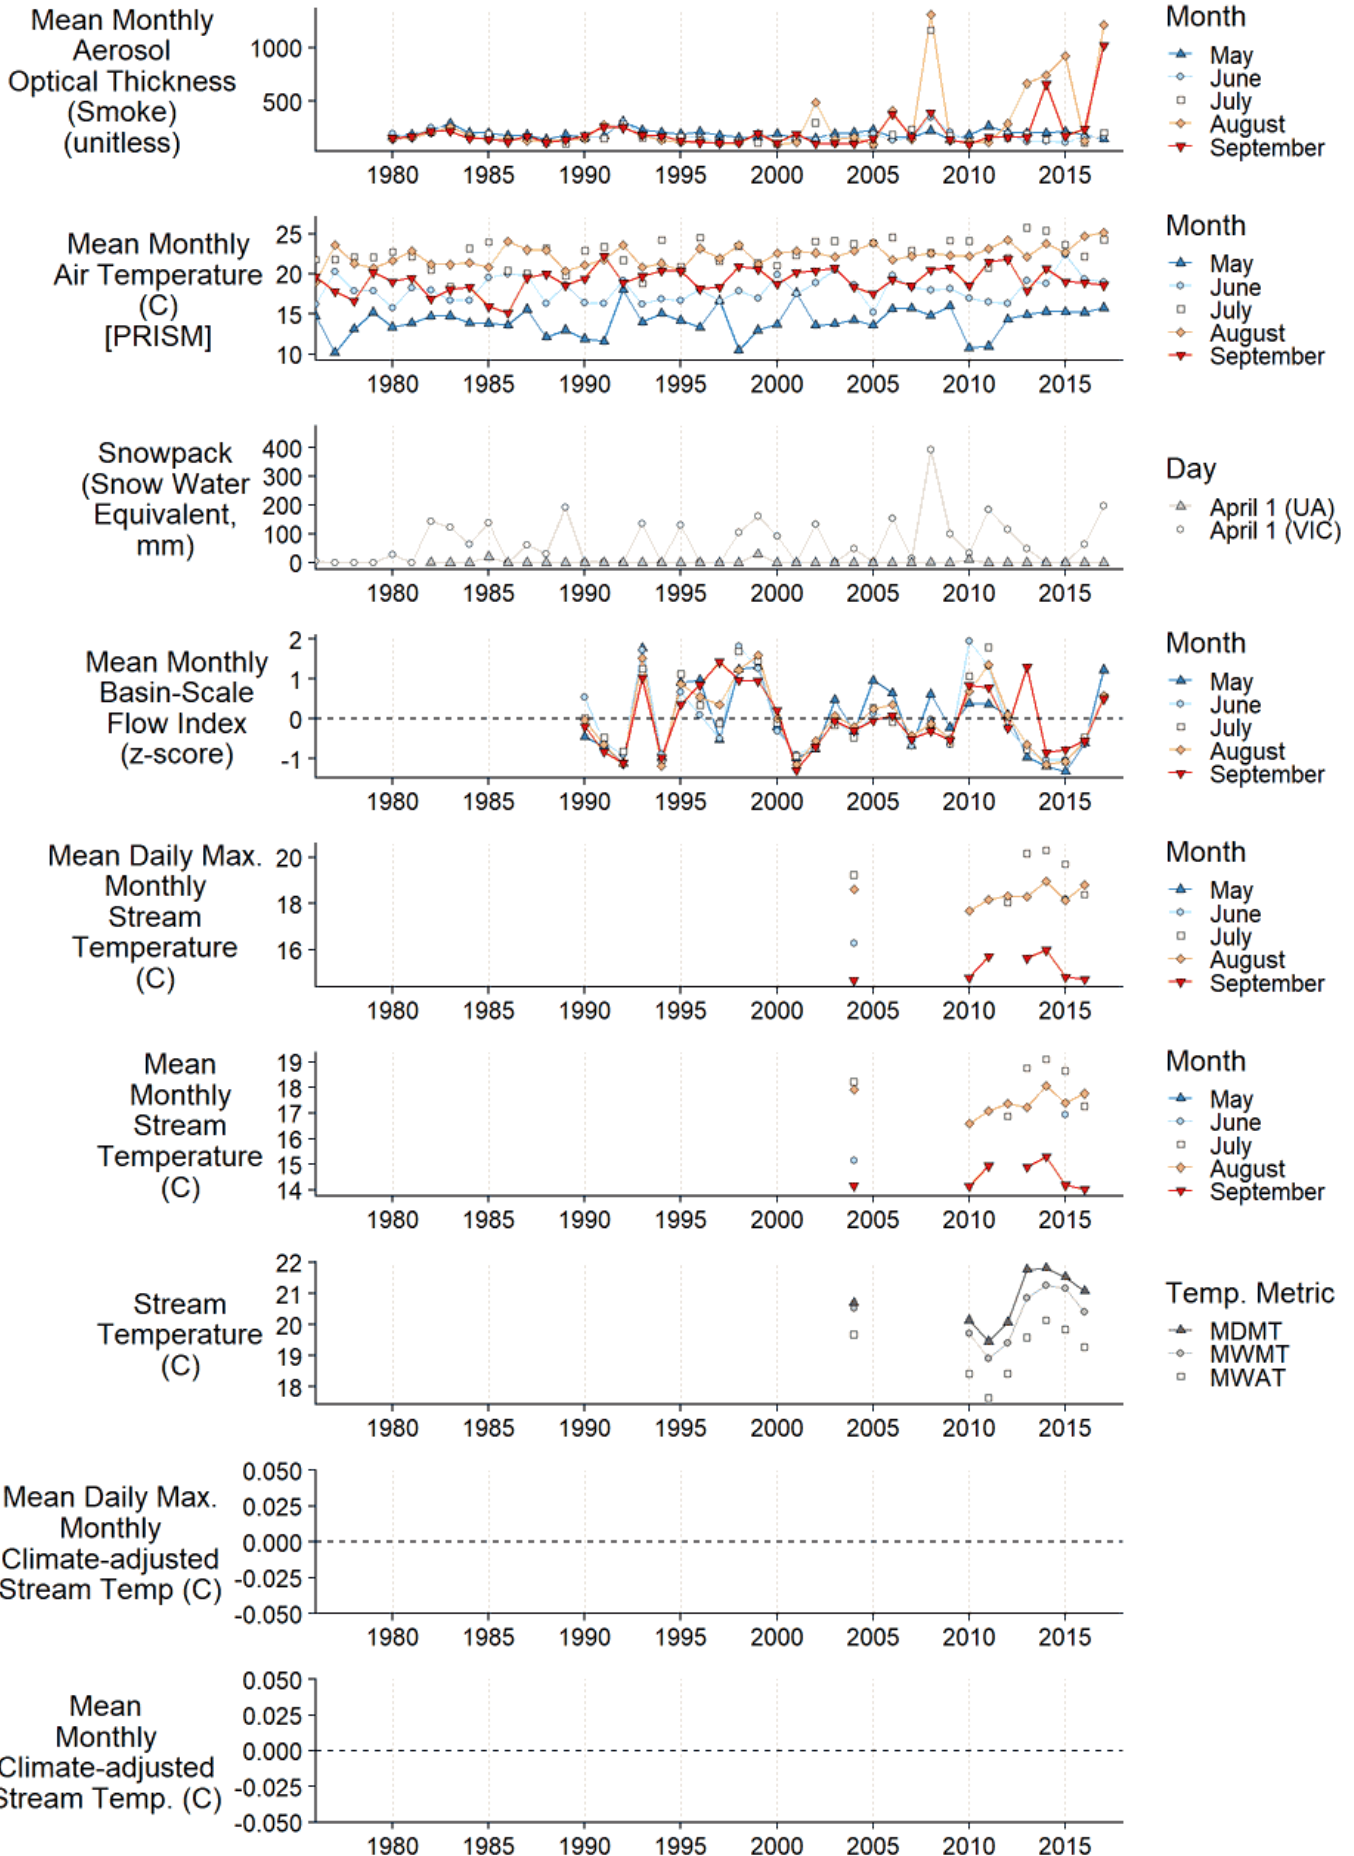 Mean Monthly
Aerosol
Optical Thickness
(Smoke)
(unitless)
1000
500
1980 1985 1990 1995 2000 2005 2010 2015
Month
May
June
July
August
September
Mean Monthly
Air Temperature
(C)
[PRISM]
25
20
15
10
1980 1985 1990 1995 2000 2005 2010 2015
Month
May
June
July
August
September
Snowpack
(Snow Water
Equivalent,
mm)
400
300
200
100
0
1980 1985 1990 1995 2000 2005 2010 2015
Day
April 1 (UA)
April 1 (VIC)
Mean Monthly
Basin-Scale
Flow Index
(z-score)
2
1
0
-1
1980 1985 1990 1995 2000 2005 2010 2015
Month
May
June
July
August
September
Mean Daily Max.
Monthly
Stream
Temperature
(C)
20
18
16
1980 1985 1990 1995 2000 2005 2010 2015
Month
May
June
July
August
September
Mean
Monthly
Stream
Temperature
(C)
19
18
17
16
15
14
1980 1985 1990 1995 2000 2005 2010 2015
Month
May
June
July
August
September
Stream
Temperature
(C)
22
21
20
19
18
1980 1985 1990 1995 2000 2005 2010 2015
Temp. Metric
MDMT
MWMT
MWAT
Mean Daily Max.
Monthly
Climate-adjusted
Stream Temp (C)
0.050
0.025
0.000
-0.025
-0.050
1980 1985 1990 1995 2000 2005 2010 2015
Mean
Monthly
Climate-adjusted
Stream Temp. (C)
0.050
0.025
0.000
-0.025
-0.050
1980 1985 1990 1995 2000 2005 2010 2015